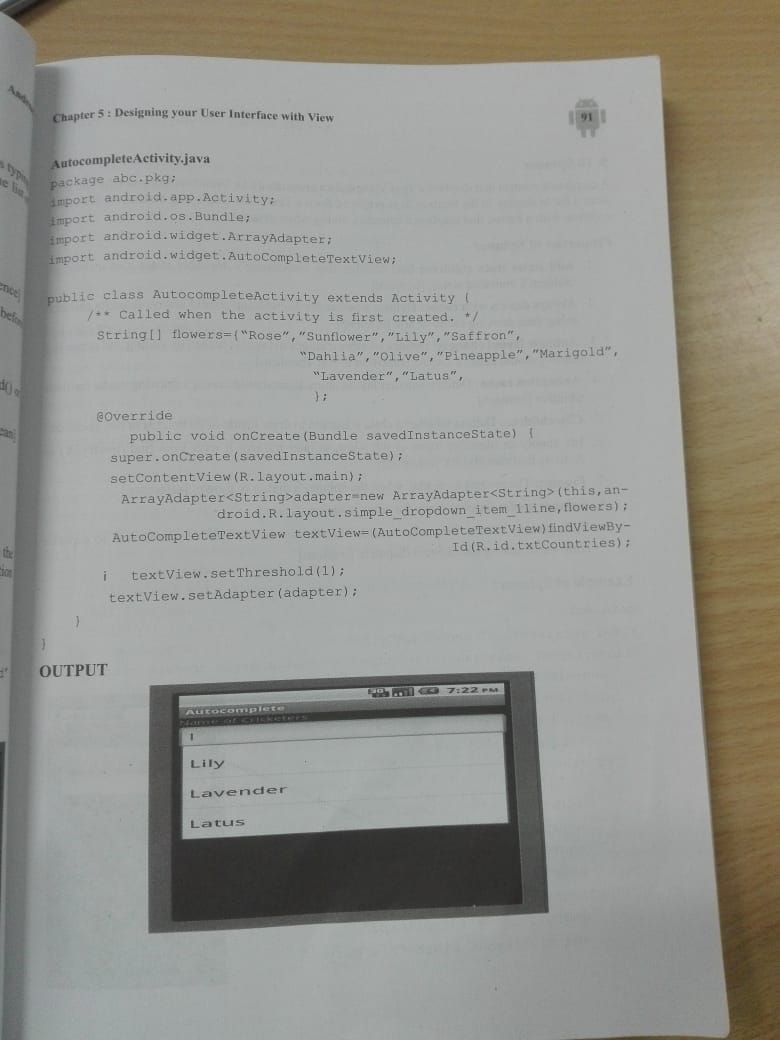 Chapter 5 : Designing your User Interface with View
91
AutocompleteActivity.java
package abc.pkg;
import android.app.Activity;
import android.os.Bundle;
import android.widget.ArrayAdapter;
import android.widget.AutoCompleteTextView;
public class AutocompleteActivity extends Activity {
/** Called when the activity is first created. */
String[] flowers={“Rose”,”Sunflower”,”Lily”,”Saffron”,
“Dahlia”,”Olive”,”Pineapple”,”Marigold”,
“Lavender”,”Latus”,
};
@Override
public void onCreate(Bundle savedInstanceState) {
super.onCreate(savedInstanceState);
setContentView(R.layout.main);
ArrayAdapter<String>adapter=new ArrayAdapter<String>(this,an-
droid.R.layout.simple_dropdown_item_1line,flowers);
AutoCompleteTextView textView=(AutoCompleteTextView)findViewBy-
Id(R.id.txtCountries);
i textView.setThreshold(1);
textView.setAdapter(adapter);
}
}
OUTPUT
7:22 PM
Autocomplete
Name of Cricketers
l
Lily
Lavender
Latus